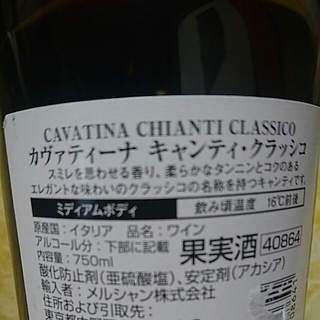 CAVATINA CHIANTI CLASSICO
カヴァティーナ キャンティ・クラッシコ
スミレを思わせる香り、柔らかなタンニンとコクのある
エレガントな味わいのクラッシコの名称を持つキャンティです。
ミディアムボディ 飲み頃温度 16℃前後
原産国：イタリア 品名：ワイン
アルコール分：下部に記載
内容量：750ml 果実酒 40864
酸化防止剤（亜硫酸塩）、安定剤（アカシア）
輸入者：メルシャン株式会社
住所および引取先：